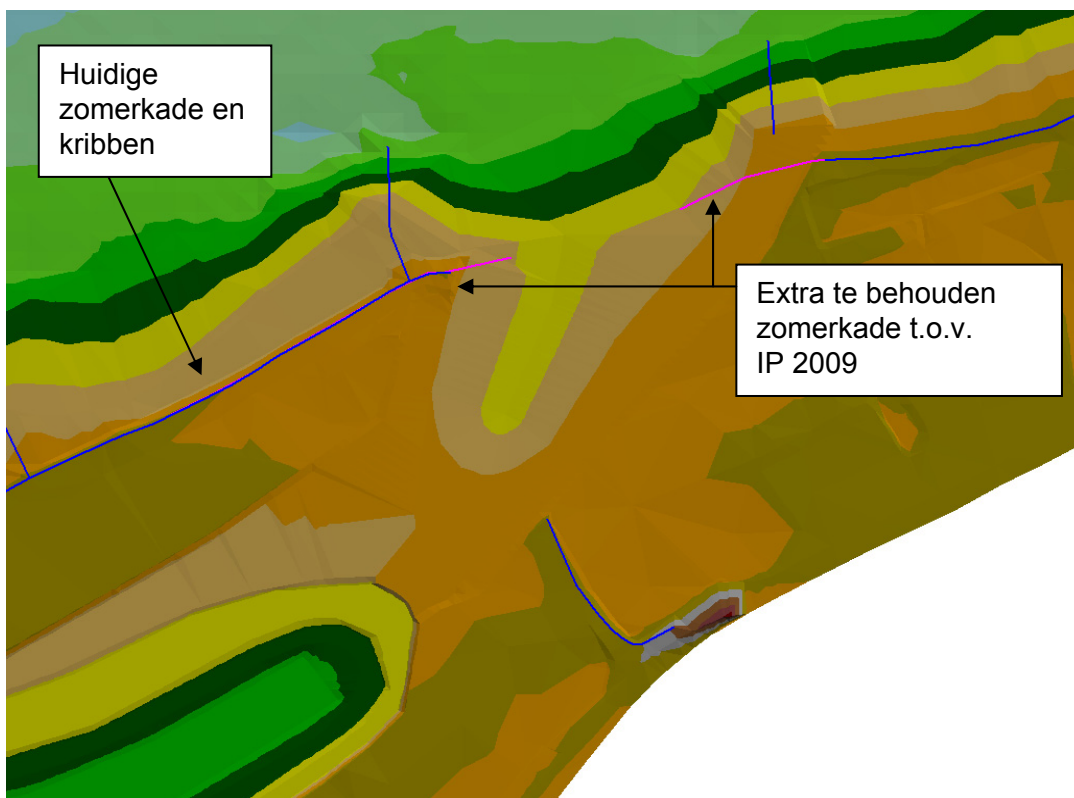 Huidige
zomerkade en
kribben
Extra te behouden
zomerkade t.o.v.
IP 2009